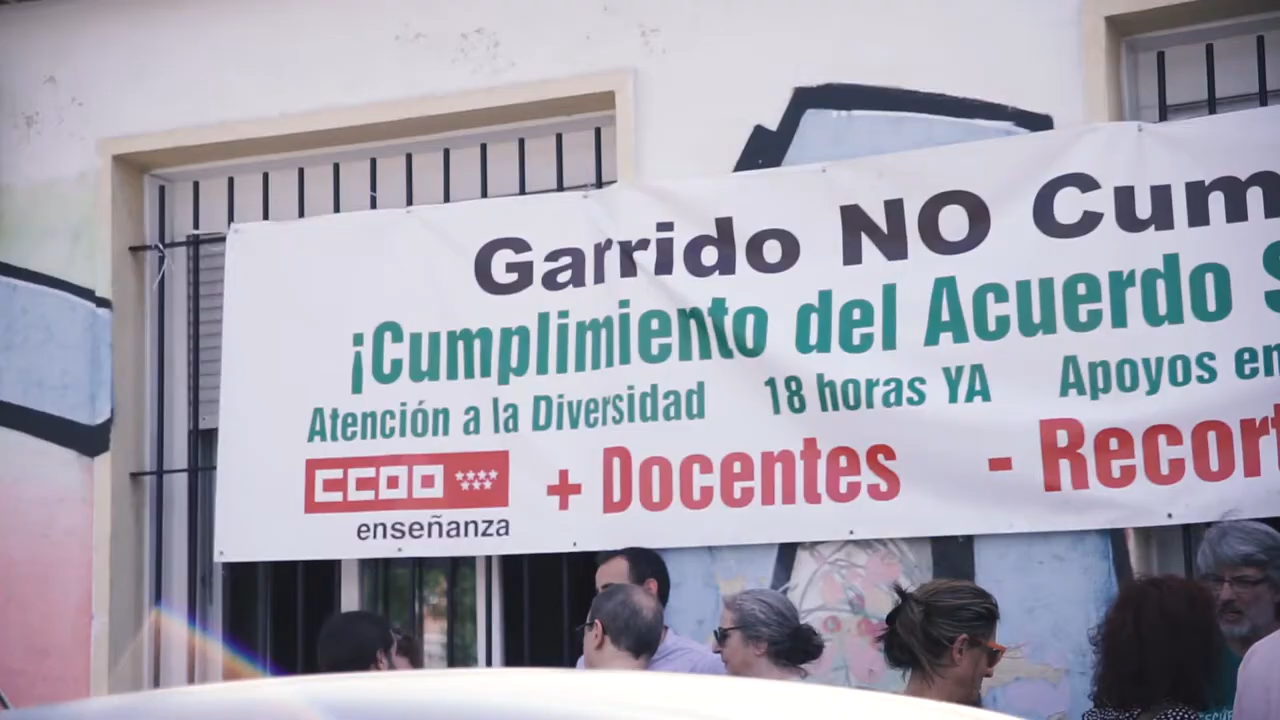 Garrido NO Cum
¡Cumplimiento del Acuerdo S
Atención a la Diversidad 18 horas YA Apoyos en
CCOO + Docentes - Recort
enseñanza